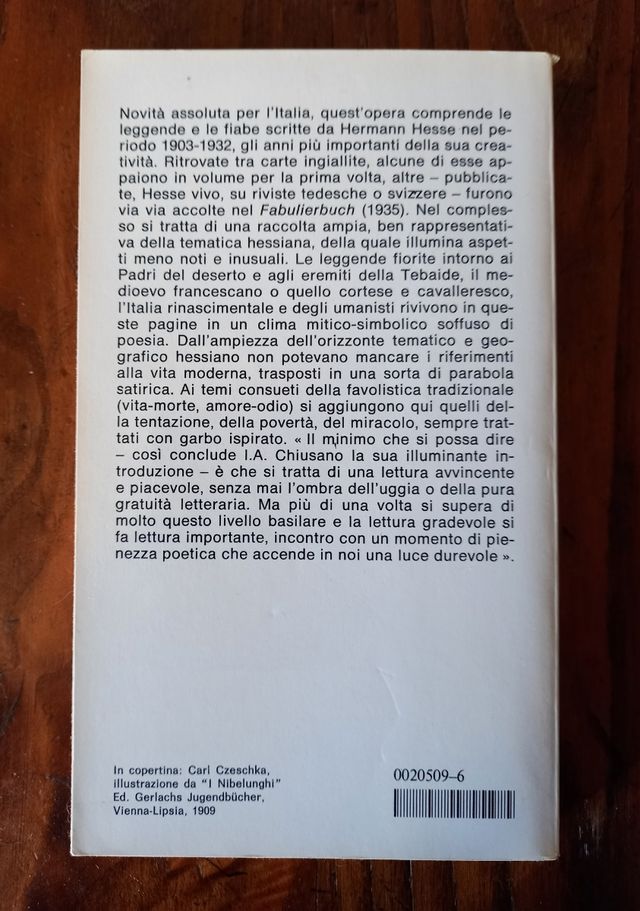 Novità assoluta per l'Italia, quest'opera comprende le
leggende e le fiabe scritte da Hermann Hesse nel pe-
riodo 1903-1932, gli anni più importanti della sua crea-
tività. Ritrovate tra carte ingiallite, alcune di esse ap-
paiono in volume per la prima volta, altre – pubblica-
te, Hesse vivo, su riviste tedesche o svizzere – furono
via via accolte nel Fabulierbuch (1935). Nel comples-
so si tratta di una raccolta ampia, ben rappresentati-
va della tematica hessiana, della quale illumina aspet-
ti meno noti e inusuali. Le leggende fiorite intorno ai
Padri del deserto e agli eremiti della Tebaide, il me-
dioevo francescano o quello cortese e cavalleresco,
l'Italia rinascimentale e degli umanisti rivivono in que-
ste pagine in un clima mitico-simbolico soffuso di
poesia. Dall'ampiezza dell'orizzonte tematico e geo-
grafico hessiano non potevano mancare i riferimenti
alla vita moderna, trasposti in una sorta di parabola
satirica. Ai temi consueti della favolistica tradizionale
(vita-morte, amore-odio) si aggiungono qui quelli del-
la tentazione, della povertà, del miracolo, sempre trat-
tati con garbo ispirato. « Il minimo che si possa dire
– così conclude I.A. Chiusano la sua illuminante in-
troduzione – è che si tratta di una lettura avvincente
e piacevole, senza mai l'ombra dell'uggia o della pura
gratuità letteraria. Ma più di una volta si supera di
molto questo livello basilare e la lettura gradevole si
fa lettura importante, incontro con un momento di pie-
nezza poetica che accende in noi una luce durevole ».
In copertina: Carl Czeschka,
illustrazione da "I Nibelunghi"
Ed. Gerlachs Jugendbücher,
Vienna-Lipsia, 1909
0020509-6